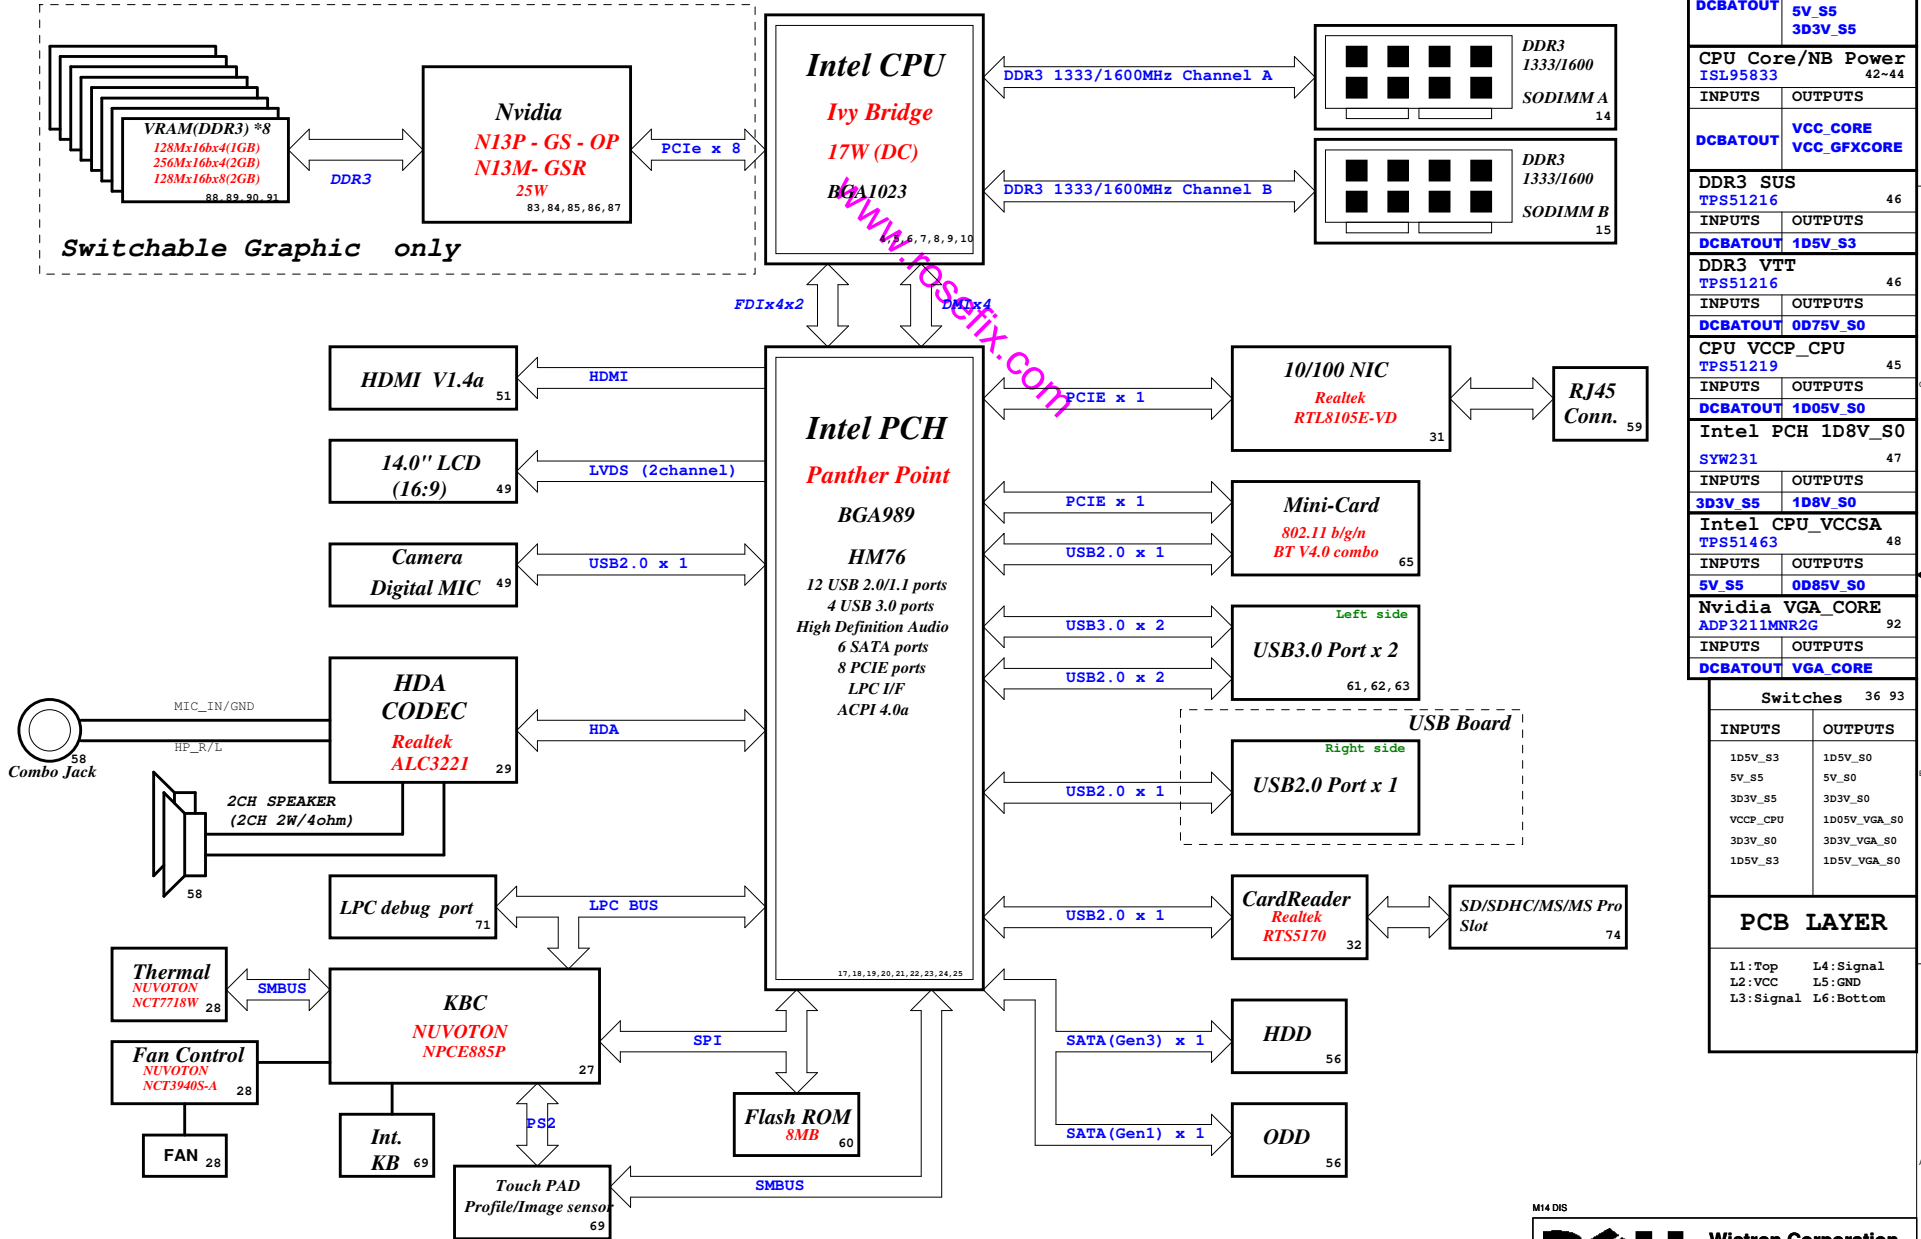 VRAM(DDR3) *8
128Mx16bx4(1GB)
256Mx16bx4(2GB)
128Mx16bx8(2GB)
88,89,90,91
DDR3
Nvidia
N13P - GS - OP
N13M- GSR
25W
83,84,85,86,87
PCIe x 8
Switchable Graphic only
Intel CPU
Ivy Bridge
17W (DC)
BGA1023
4,5,6,7,8,9,10
DDR3 1333/1600MHz Channel A
DDR3
1333/1600
SODIMM A
14
DDR3 1333/1600MHz Channel B
DDR3
1333/1600
SODIMM B
15
www.rosefix.com
FDIx4x2
DMIx4
Intel PCH
Panther Point
BGA989
HM76
12 USB 2.0/1.1 ports
4 USB 3.0 ports
High Definition Audio
6 SATA ports
8 PCIE ports
LPC I/F
ACPI 4.0a
17,18,19,20,21,22,23,24,25
HDMI V1.4a
51
HDMI
14.0" LCD
(16:9)
49
LVDS (2channel)
Camera
Digital MIC
49
USB2.0 x 1
HDA
CODEC
Realtek
ALC3221
29
HDA
MIC_IN/GND
HP_R/L
58
Combo Jack
2CH SPEAKER
(2CH 2W/4ohm)
58
LPC debug port
71
LPC BUS
Thermal
NUVOTON
NCT7718W
28
SMBUS
KBC
NUVOTON
NPCE885P
27
SPI
Fan Control
NUVOTON
NCT3940S-A
28
FAN
28
Int.
KB
69
PS2
Touch PAD
Profile/Image sensor
69
SMBUS
Flash ROM
8MB
60
10/100 NIC
Realtek
RTL8105E-VD
31
PCIE x 1
RJ45
Conn.
59
Mini-Card
802.11 b/g/n
BT V4.0 combo
65
PCIE x 1
USB2.0 x 1
Left side
USB3.0 Port x 2
61,62,63
USB3.0 x 2
USB2.0 x 2
USB Board
Right side
USB2.0 Port x 1
USB2.0 x 1
CardReader
Realtek
RTS5170
32
USB2.0 x 1
SD/SDHC/MS/MS Pro
Slot
74
HDD
56
SATA(Gen3) x 1
ODD
56
SATA(Gen1) x 1
DCBATOUT
5V_S5
3D3V_S5
CPU Core/NB Power
ISL95833 42~44
INPUTS OUTPUTS
DCBATOUT
VCC_CORE
VCC_GFXCORE
DDR3 SUS
TPS51216 46
INPUTS OUTPUTS
DCBATOUT 1D5V_S3
DDR3 VTT
TPS51216 46
INPUTS OUTPUTS
DCBATOUT 0D75V_S0
CPU VCCP_CPU
TPS51219 45
INPUTS OUTPUTS
DCBATOUT 1D05V_S0
Intel PCH 1D8V_S0
SYW231 47
INPUTS OUTPUTS
3D3V_S5 1D8V_S0
Intel CPU_VCCSA
TPS51463 48
INPUTS OUTPUTS
5V_S5 0D85V_S0
Nvidia VGA_CORE
ADP3211MNR2G 92
INPUTS OUTPUTS
DCBATOUT VGA_CORE
Switches 36 93
INPUTS OUTPUTS
1D5V_S3 1D5V_S0
5V_S5 5V_S0
3D3V_S5 3D3V_S0
VCCP_CPU 1D05V_VGA_S0
3D3V_S0 3D3V_VGA_S0
1D5V_S3 1D5V_VGA_S0
PCB LAYER
L1:Top L4:Signal
L2:VCC L5:GND
L3:Signal L6:Bottom
M14 DIS
Wistron Corporation